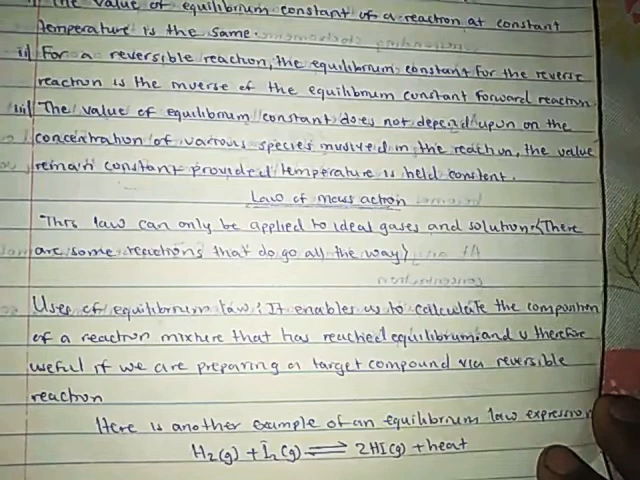 i) The value of equilibrium constant of a reaction at constant
temperature is the same.
ii) For a reversible reaction, the equilibrium constant for the reverse
reaction is the inverse of the equilibrium constant forward reaction
iii) The value of equilibrium constant does not depend upon on the
concentration of various species involved in the reaction, the value
remain constant provided temperature is held constant.
Law of mass action
This law can only be applied to ideal gases and solution (There
are some reactions that do go all the way)
Uses of equilibrium law: It enables us to calculate the composition
of a reaction mixture that has reached equilibrium and is therefore
useful if we are preparing a target compound via reversible
reaction
Here is another example of an equilibrium law expression
H₂(g) + I₂(g) ⇌ 2HI(g) + heat